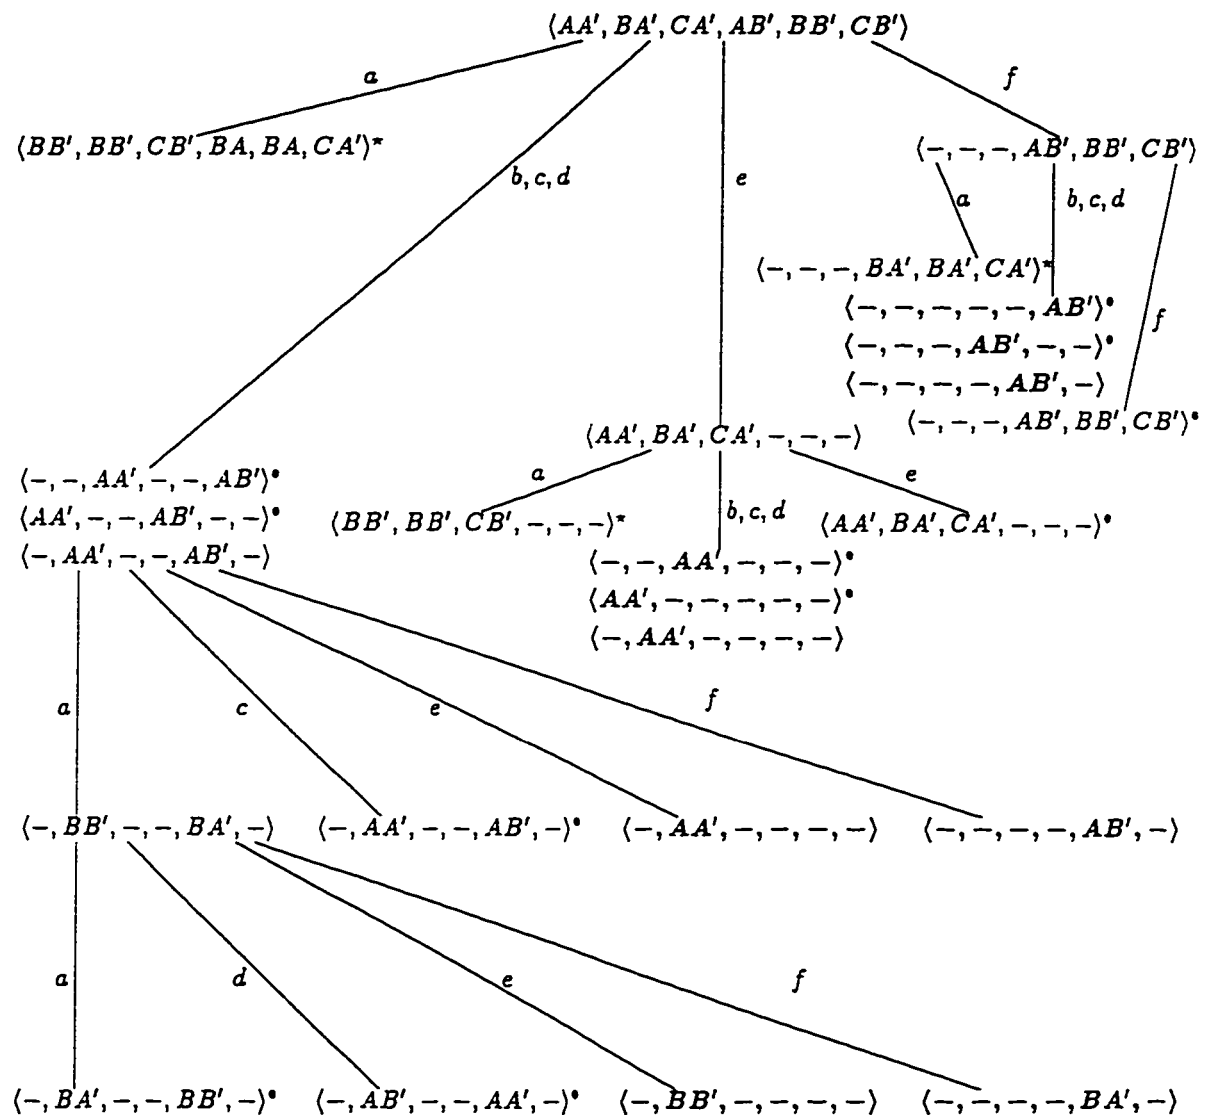 ⟨AA′, BA′, CA′, AB′, BB′, CB′⟩
a
f
⟨BB′, BB′, CB′, BA, BA, CA′⟩*
⟨−, −, −, AB′, BB′, CB′⟩
b, c, d
e
a
b, c, d
⟨−, −, −, BA′, BA′, CA′⟩*
⟨−, −, −, −, −, AB′⟩•
f
⟨−, −, −, AB′, −, −⟩•
⟨−, −, −, −, AB′, −⟩
⟨−, −, −, AB′, BB′, CB′⟩•
⟨AA′, BA′, CA′, −, −, −⟩
⟨−, −, AA′, −, −, AB′⟩•
a
e
⟨AA′, −, −, AB′, −, −⟩•
⟨BB′, BB′, CB′, −, −, −⟩*
b, c, d
⟨AA′, BA′, CA′, −, −, −⟩•
⟨−, AA′, −, −, AB′, −⟩
⟨−, −, AA′, −, −, −⟩•
⟨AA′, −, −, −, −, −⟩•
⟨−, AA′, −, −, −, −⟩
a
c
e
f
⟨−, BB′, −, −, BA′, −⟩
⟨−, AA′, −, −, AB′, −⟩•
⟨−, AA′, −, −, −, −⟩
⟨−, −, −, −, AB′, −⟩
a
d
e
f
⟨−, BA′, −, −, BB′, −⟩•
⟨−, AB′, −, −, AA′, −⟩•
⟨−, BB′, −, −, −, −⟩
⟨−, −, −, −, BA′, −⟩